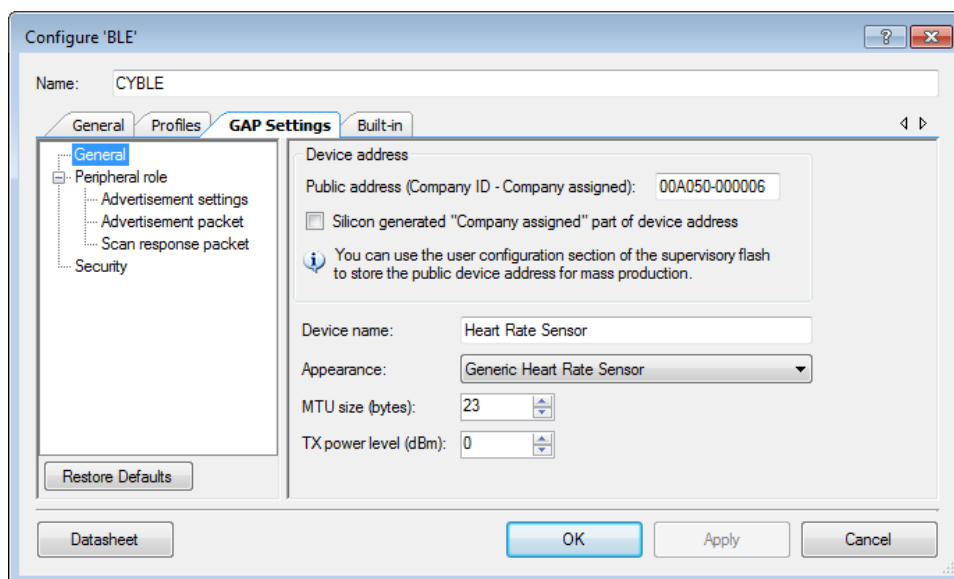 Configure 'BLE'
Name: CYBLE
General Profiles GAP Settings Built-in
General
Peripheral role
Advertisement settings
Advertisement packet
Scan response packet
Security
Restore Defaults
Device address
Public address (Company ID - Company assigned): 00A050-000006
Silicon generated "Company assigned" part of device address
You can use the user configuration section of the supervisory flash
to store the public device address for mass production.
Device name: Heart Rate Sensor
Appearance: Generic Heart Rate Sensor
MTU size (bytes): 23
TX power level (dBm): 0
Datasheet OK Apply Cancel